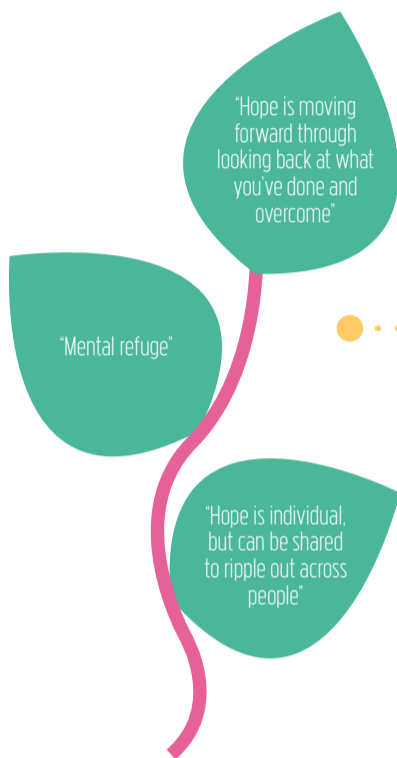 “Hope is moving
forward through
looking back at what
you’ve done and
overcome”
“Mental refuge”
“Hope is individual,
but can be shared
to ripple out across
people”